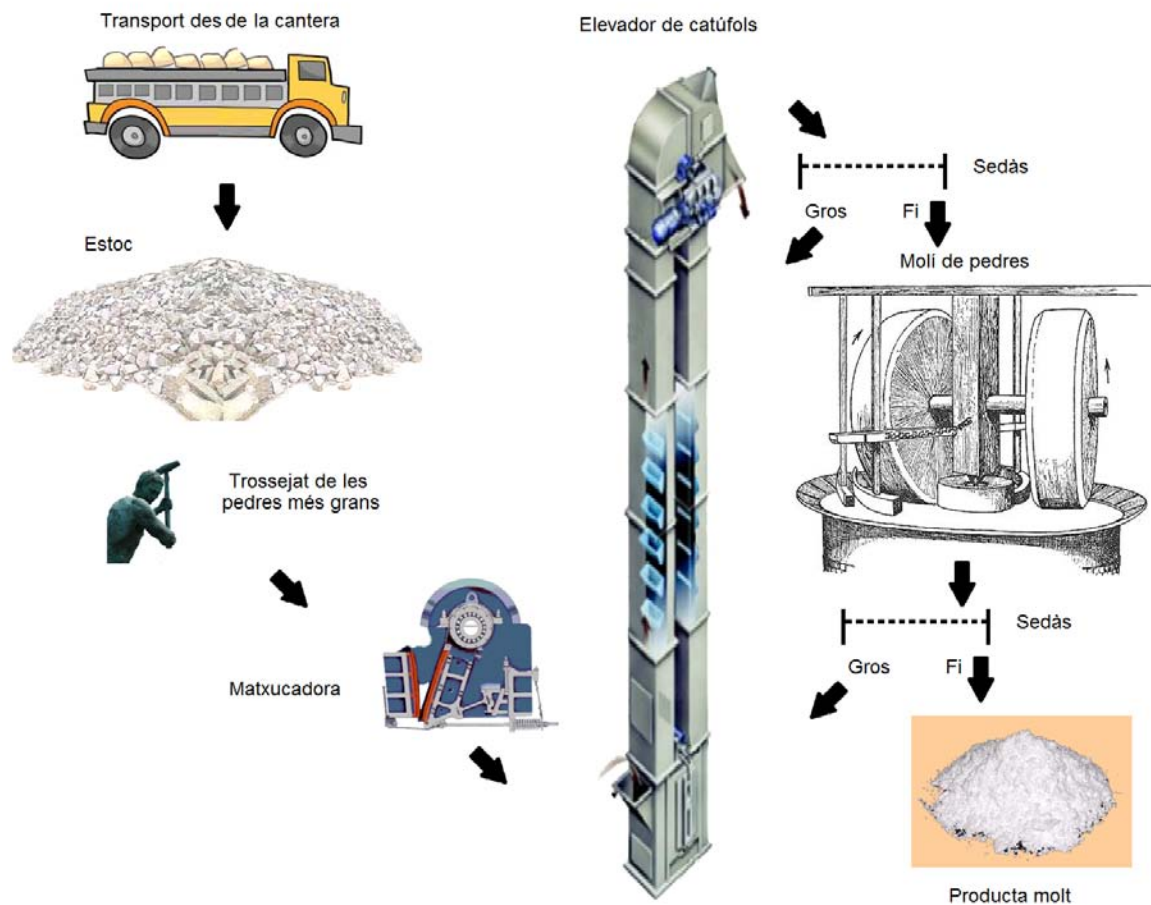 Transport des de la cantera
Estoc
Trossejat de les
pedres més grans
Matxucadora
Elevador de catúfols
Sedàs
Gros
Fi
Molí de pedres
Sedàs
Gros
Fi
Producta molt